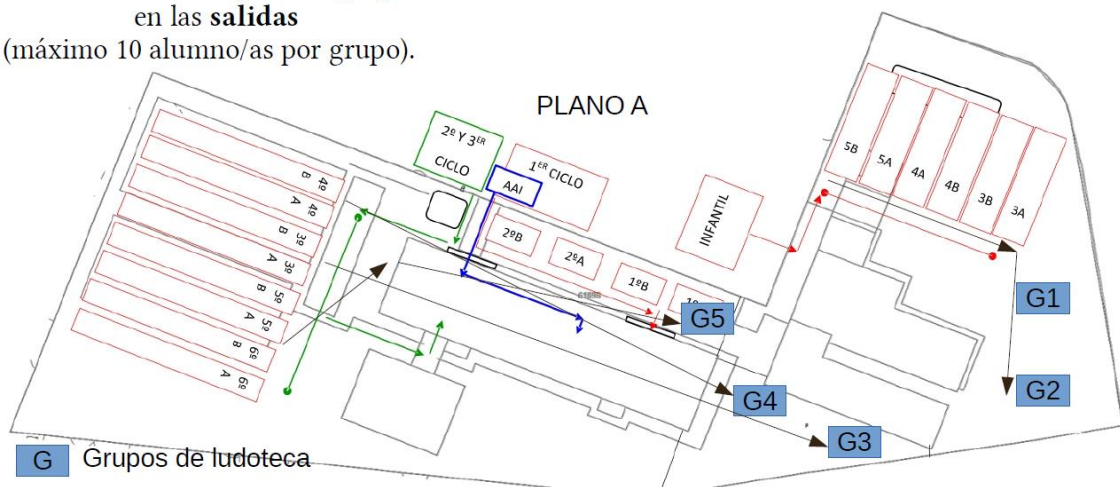 en las salidas
(máximo 10 alumno/as por grupo).
PLANO A
2º Y 3ER
CICLO
1ER CICLO
AAI
INFANTIL
5B
5A
4A
4B
3B
3A
4º
B
4º
A
3º
B
3º
A
5º
B
5º
A
6º
B
6º
A
2ºB
2ºA
1ºB
G1
G2
G5
G4
G3
G
Grupos de ludoteca